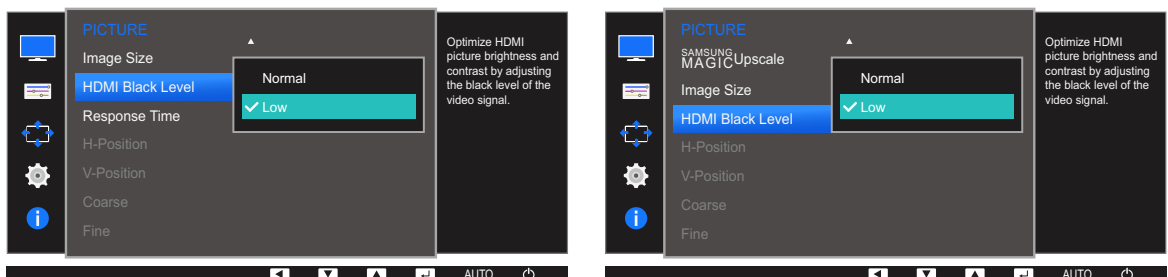 PICTURE
Image Size
HDMI Black Level
Response Time
H-Position
V-Position
Coarse
Fine
Normal
Low
Optimize HDMI
picture brightness and
contrast by adjusting
the black level of the
video signal.
AUTO
PICTURE
SAMSUNG
MAGIC Upscale
Image Size
HDMI Black Level
H-Position
V-Position
Coarse
Fine
Normal
Low
Optimize HDMI
picture brightness and
contrast by adjusting
the black level of the
video signal.
AUTO